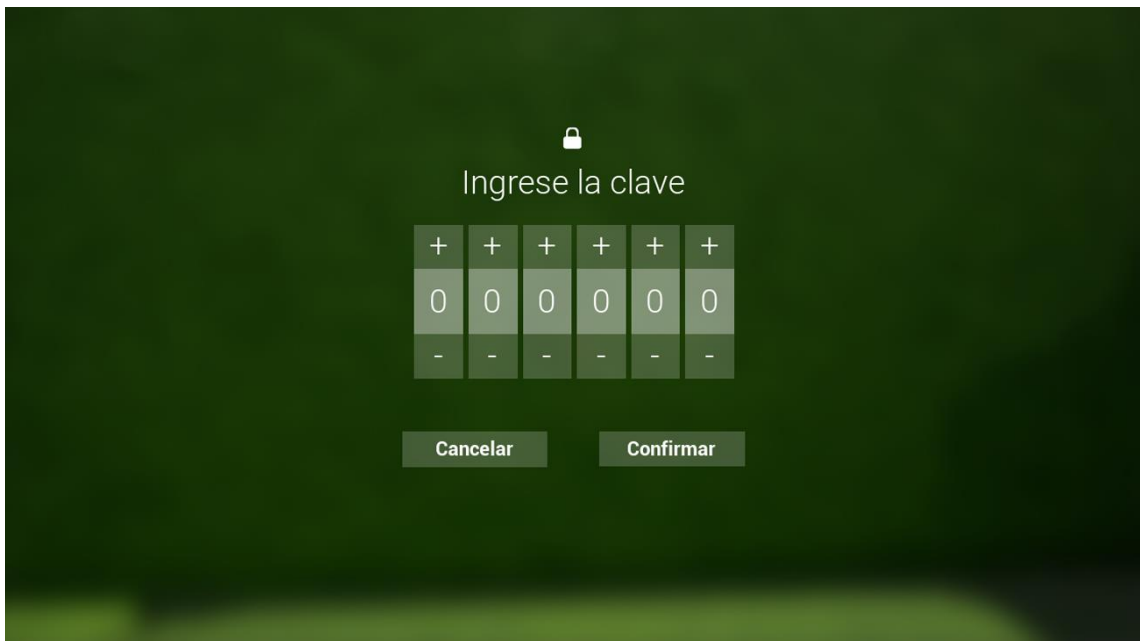 Ingrese la clave
+ + + + + +
0 0 0 0 0 0
- - - - - -
Cancelar Confirmar